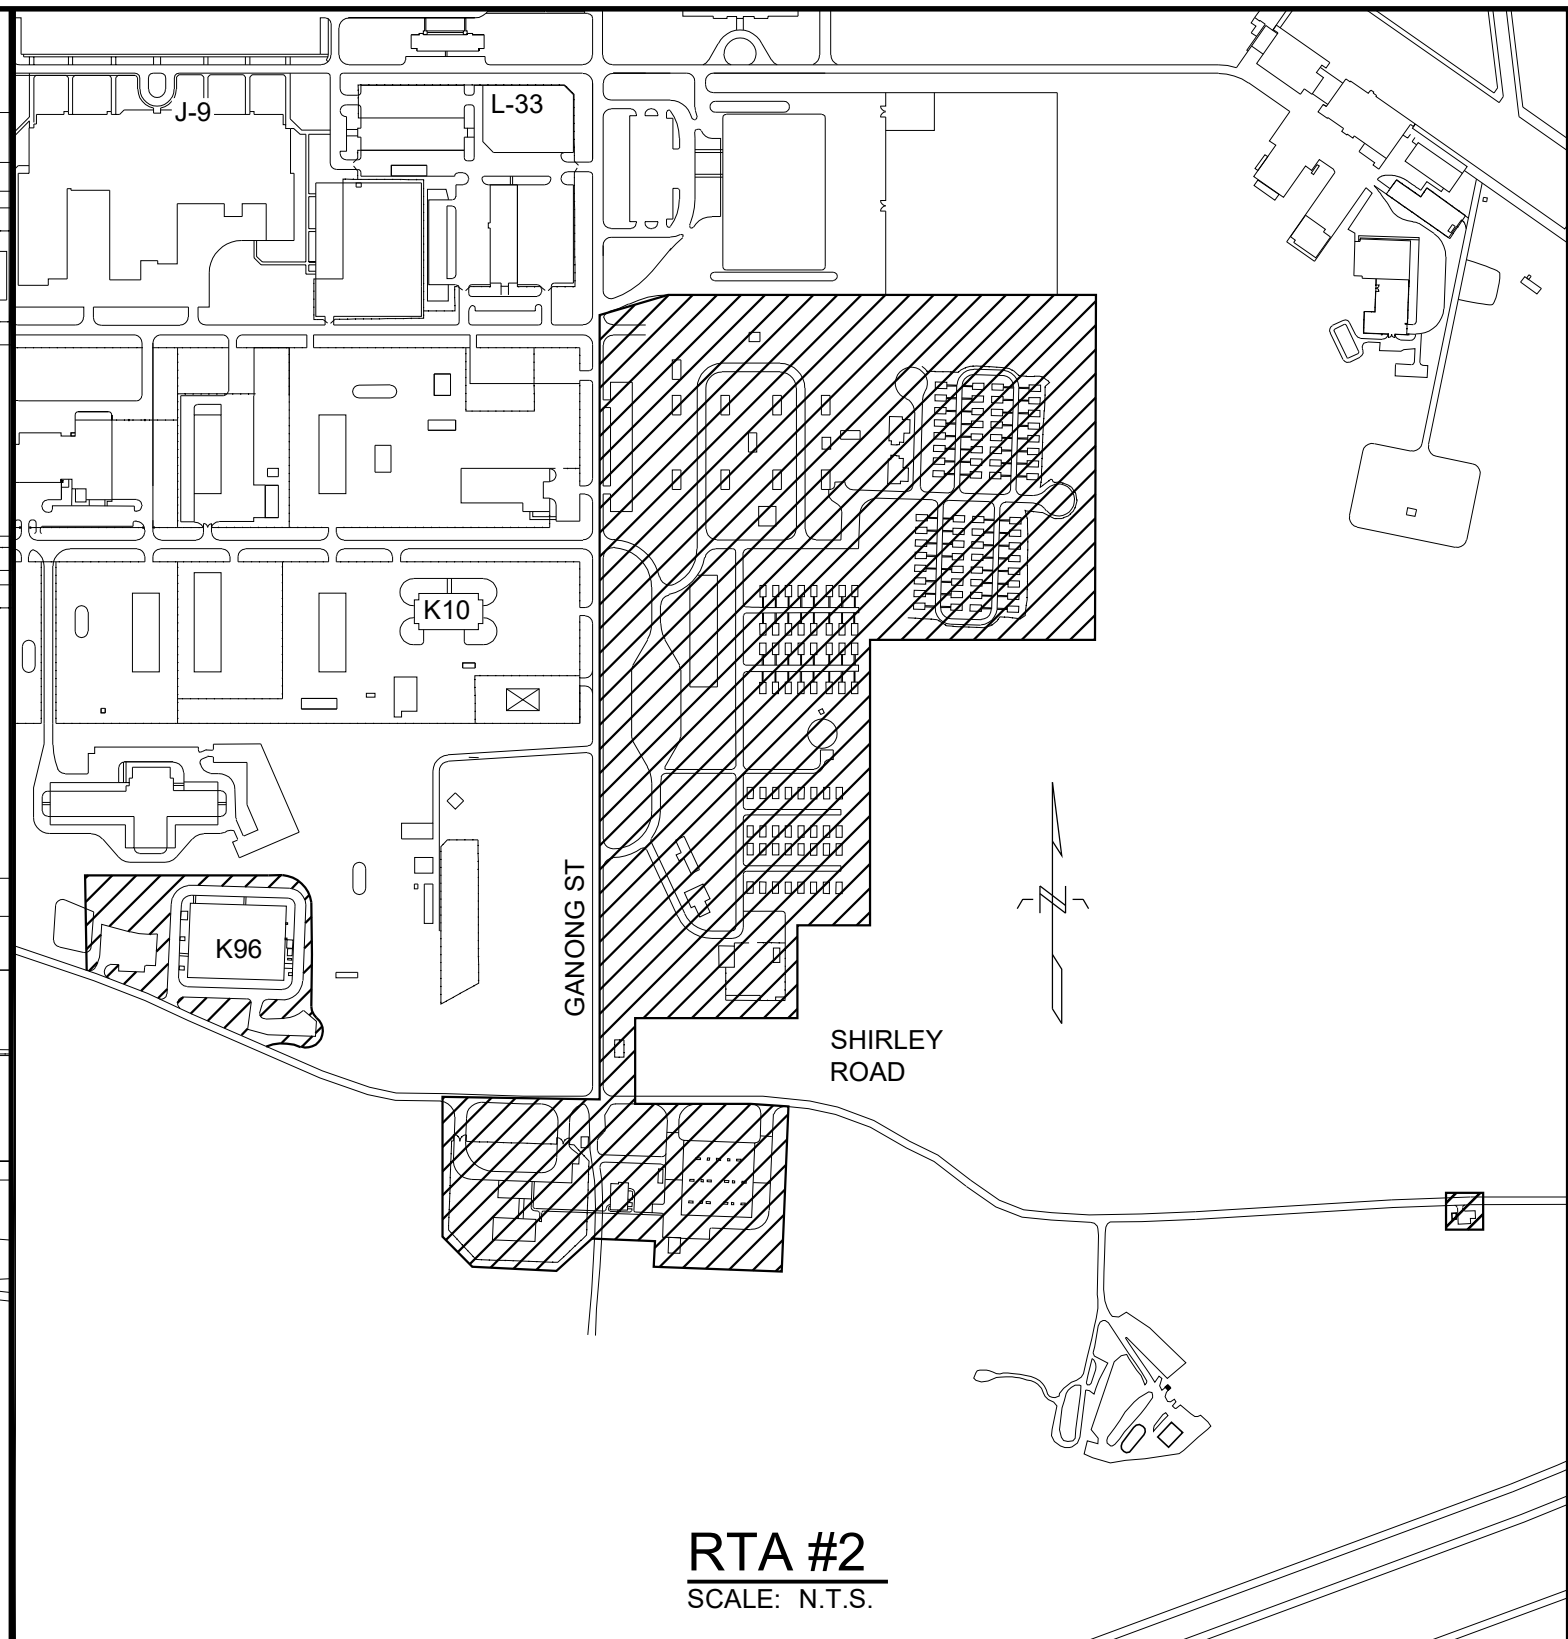 J-9
L-33
K10
K96
GANONG ST
SHIRLEY
ROAD
N
RTA #2
SCALE: N.T.S.